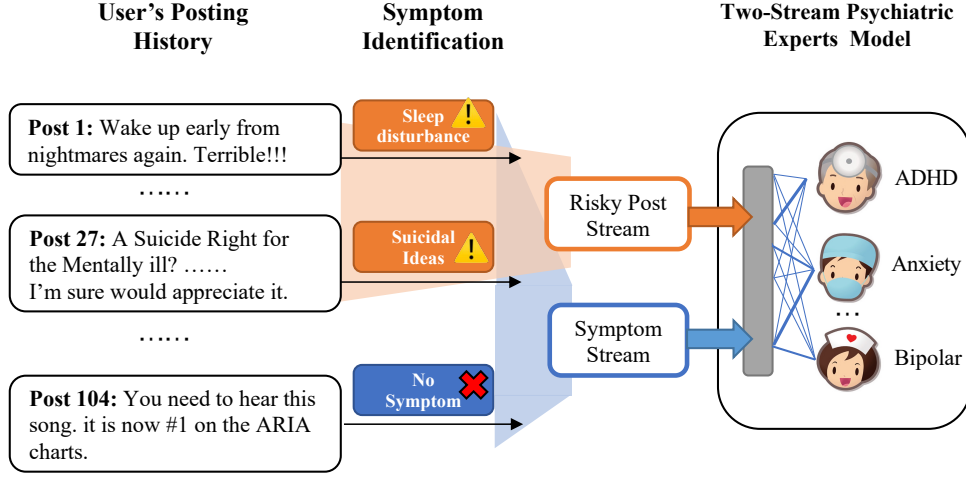 User's Posting
History
Symptom
Identification
Two-Stream Psychiatric
Experts Model
Post 1: Wake up early from
nightmares again. Terrible!!!
Sleep
disturbance
......
Post 27: A Suicide Right for
the Mentally ill? ......
I'm sure would appreciate it.
Suicidal
Ideas
......
Post 104: You need to hear this
song. it is now #1 on the ARIA
charts.
No
Symptom
Risky Post
Stream
Symptom
Stream
ADHD
Anxiety
...
Bipolar